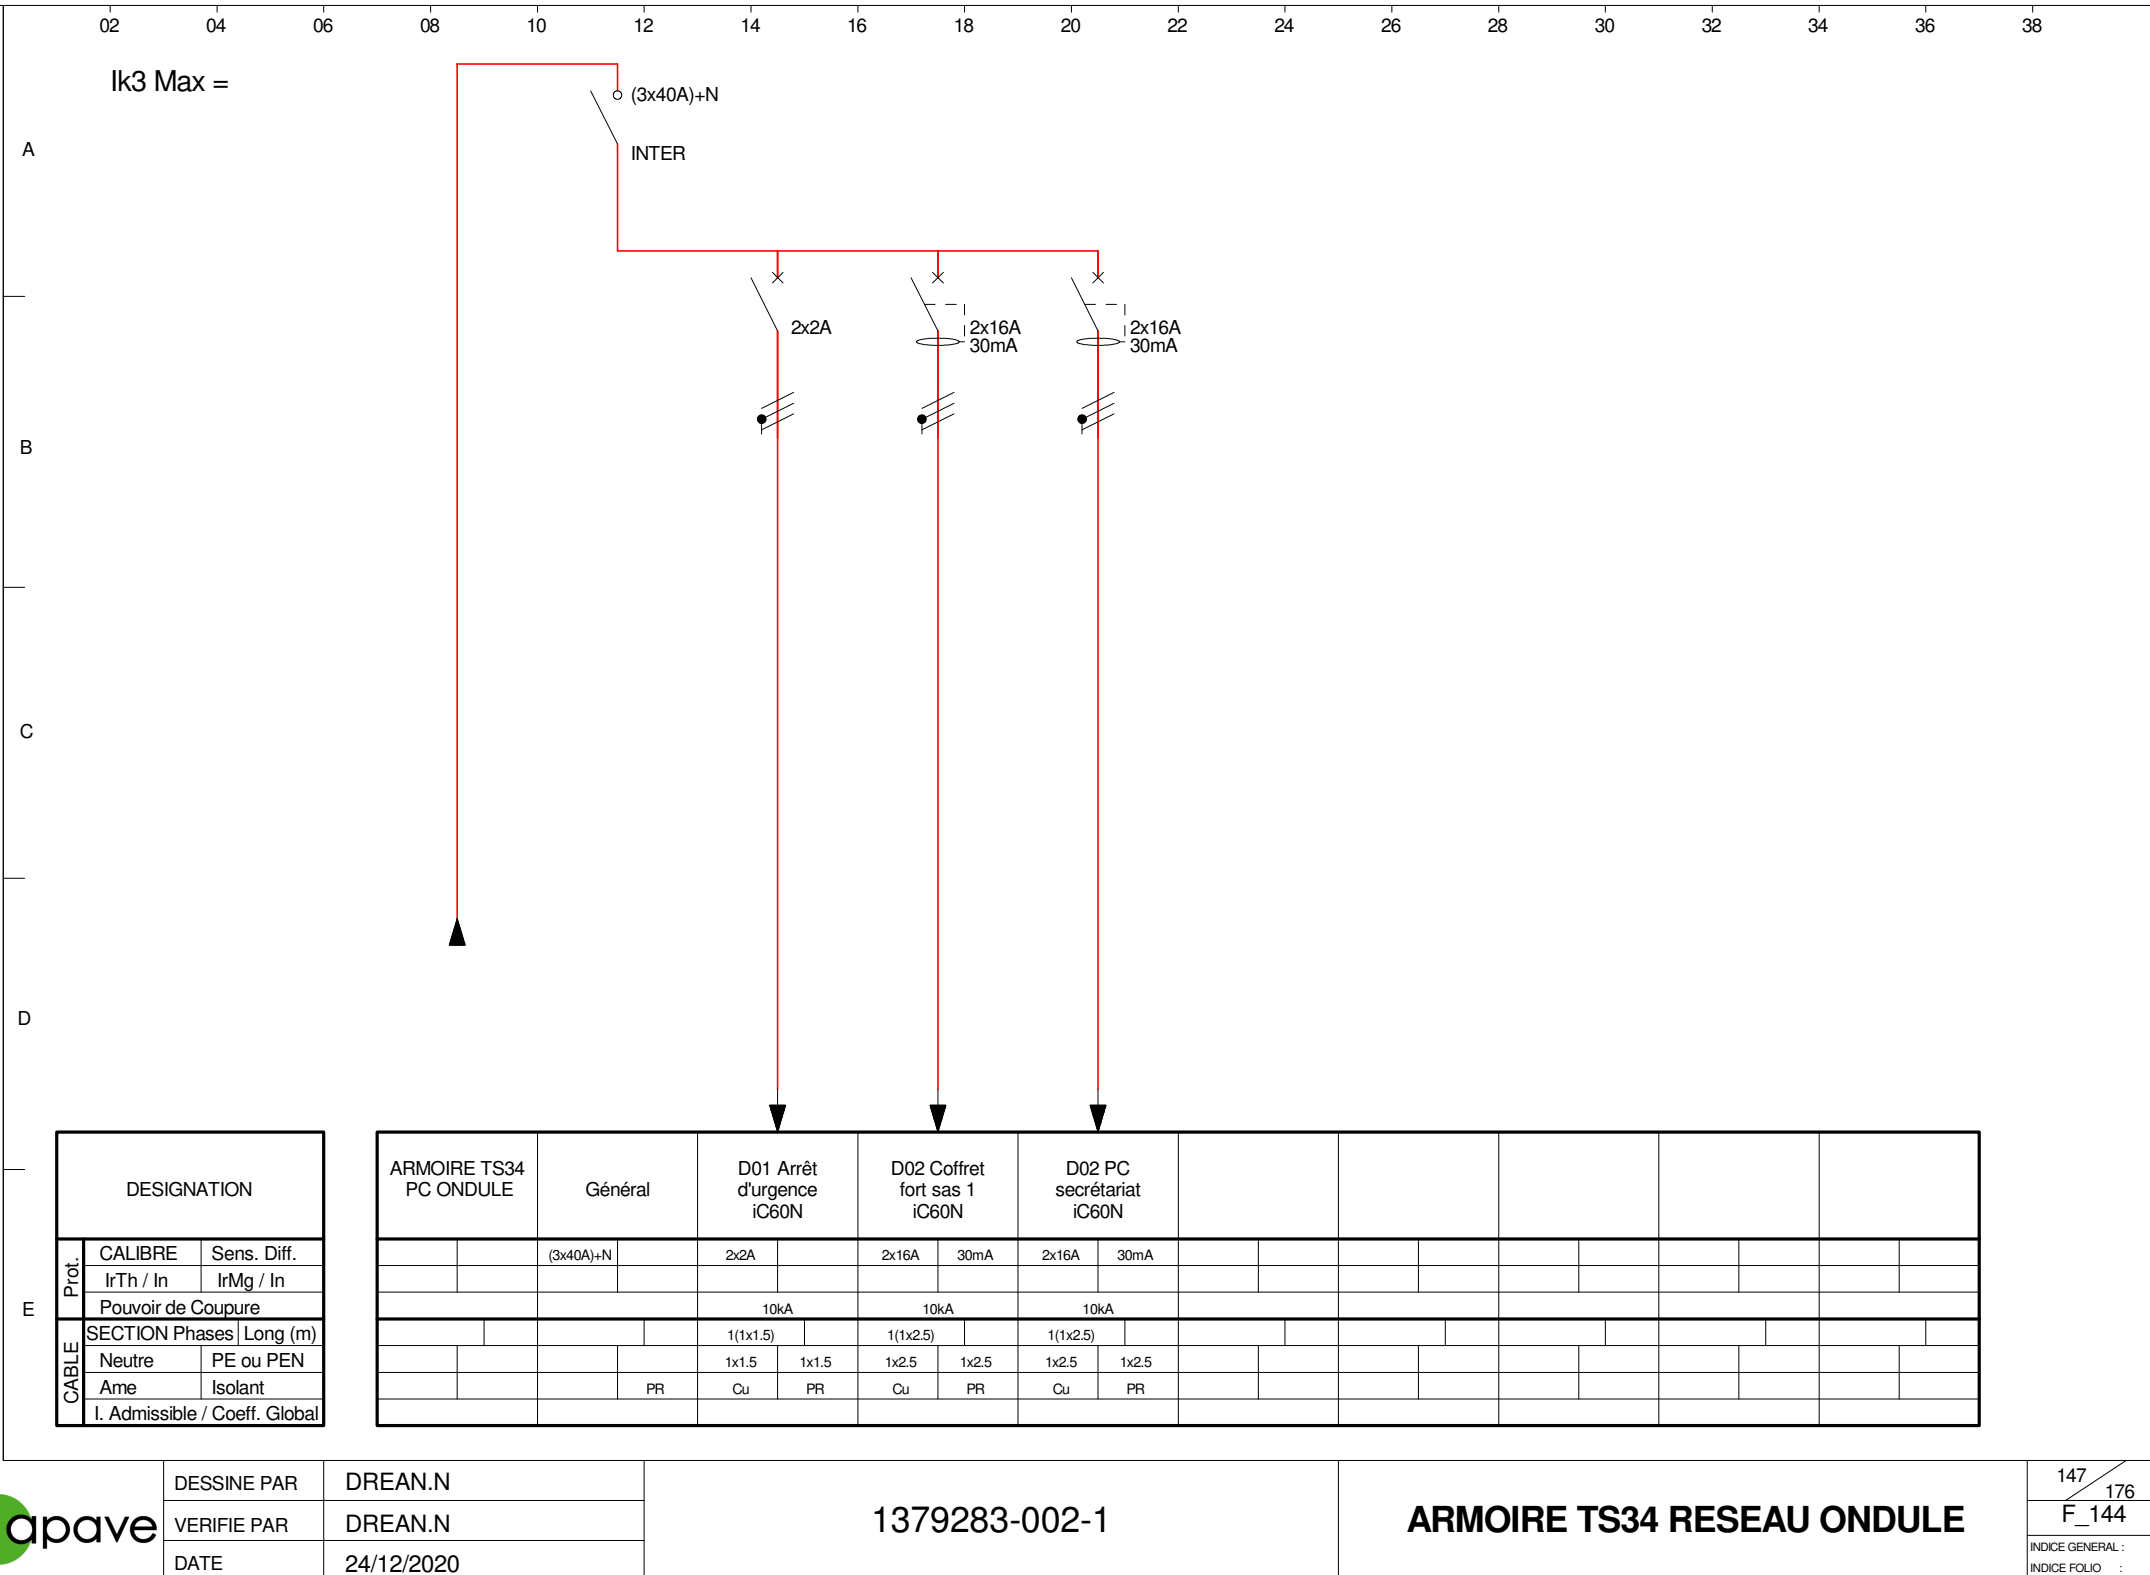 02 04 06 08 10 12 14 16 18 20 22 24 26 28 30 32 34 36 38
Ik3 Max =
(3x40A)+N
A
INTER
2x2A
2x16A
30mA
2x16A
30mA
B
C
D
E
DESIGNATION
ARMOIRE TS34
PC ONDULE
Général
D01 Arrêt
d'urgence
iC60N
D02 Coffret
fort sas 1
iC60N
D02 PC
secrétariat
iC60N
Prot.
CALIBRE Sens. Diff. (3x40A)+N 2x2A 2x16A 30mA 2x16A 30mA
IrTh / In IrMg / In
Pouvoir de Coupure 10kA 10kA 10kA
CABLE
SECTION Phases Long (m) 1(1x1.5) 1(1x2.5) 1(1x2.5)
Neutre PE ou PEN 1x1.5 1x1.5 1x2.5 1x2.5 1x2.5 1x2.5
Ame Isolant PR Cu PR Cu PR Cu PR
I. Admissible / Coeff. Global
apave
DESSINE PAR DREAN.N
VERIFIE PAR DREAN.N
DATE 24/12/2020
1379283-002-1
ARMOIRE TS34 RESEAU ONDULE
147 / 176
F_144
INDICE GENERAL :
INDICE FOLIO :